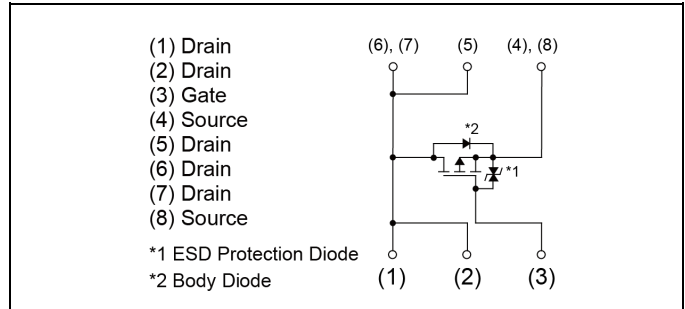 (1) Drain
(2) Drain
(3) Gate
(4) Source
(5) Drain
(6) Drain
(7) Drain
(8) Source
*1 ESD Protection Diode
*2 Body Diode
(6), (7) (5) (4), (8)
*2
*1
(1) (2) (3)